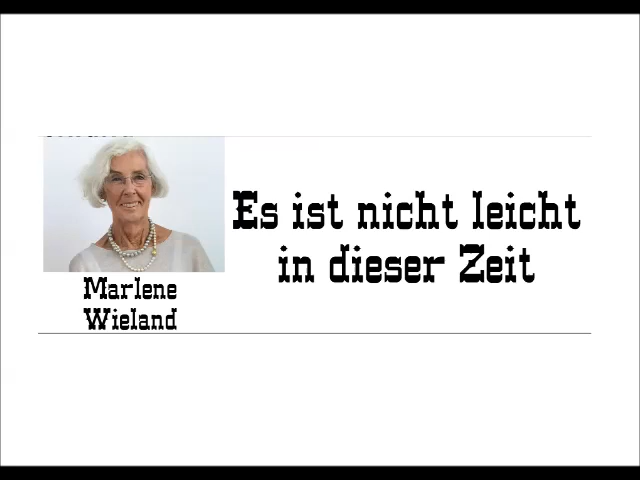 Es ist nicht leicht
in dieser Zeit
Marlene
Wieland